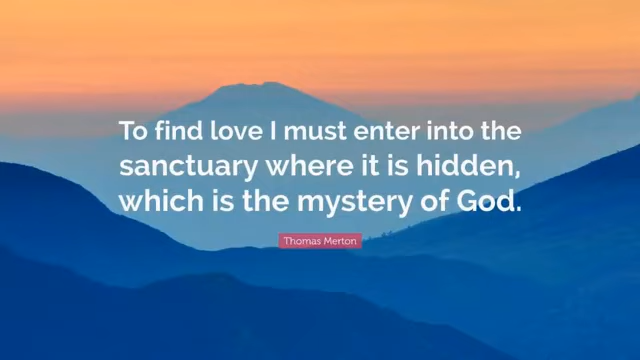 To find love I must enter into the
sanctuary where it is hidden,
which is the mystery of God.
Thomas Merton